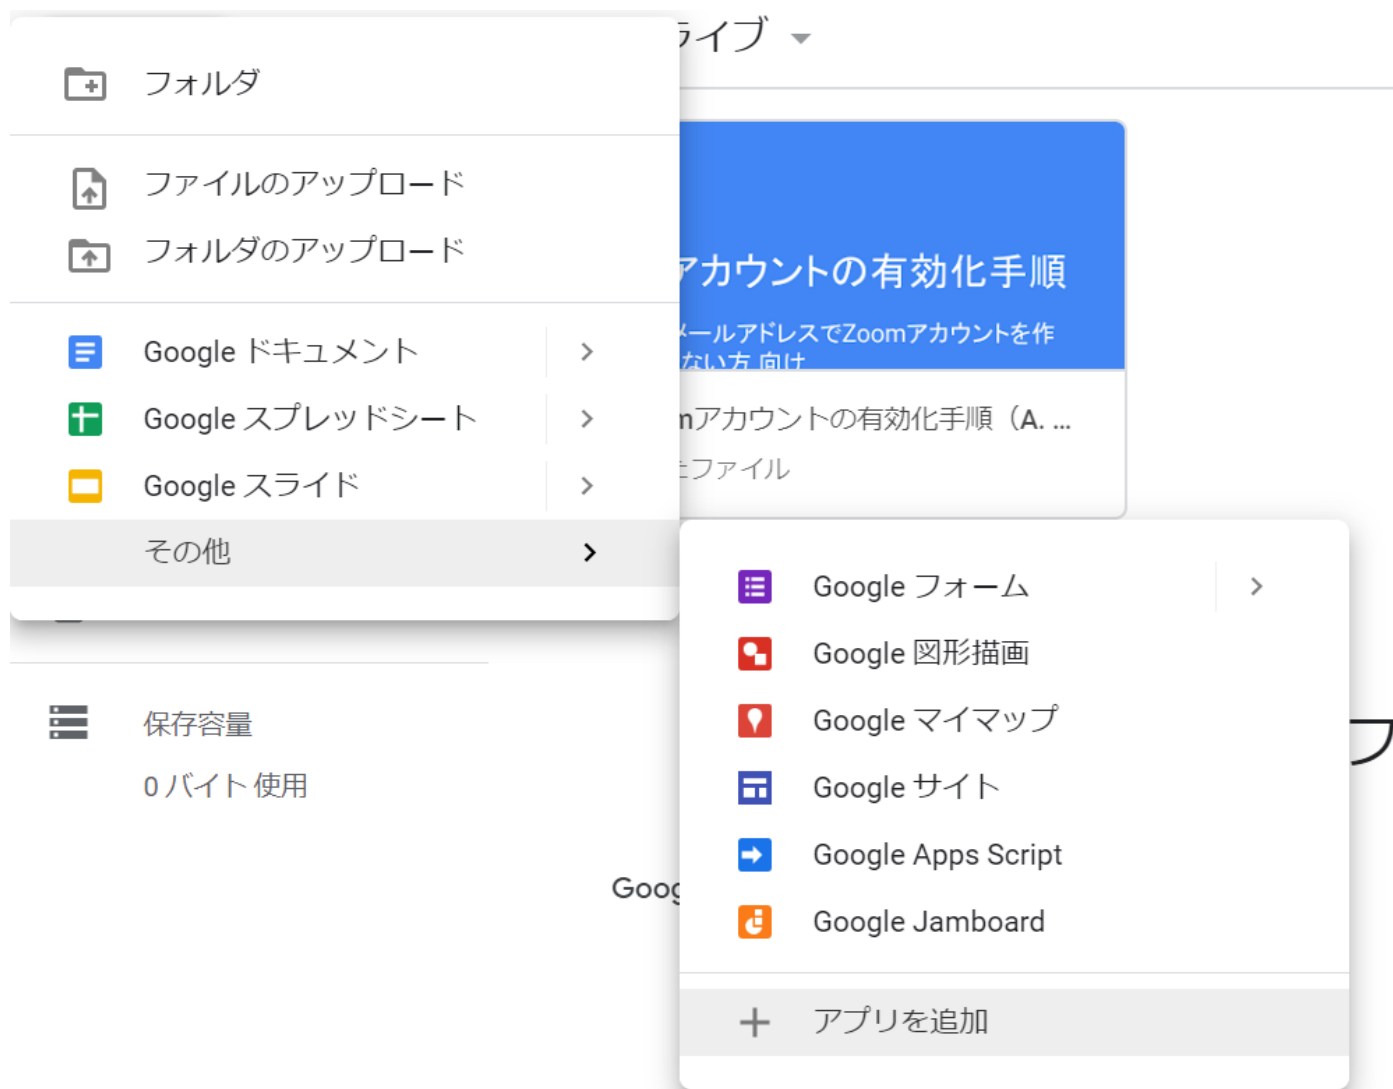 ライブ
フォルダ
ファイルのアップロード
フォルダのアップロード
Google ドキュメント
Google スプレッドシート
Google スライド
その他
アカウントの有効化手順
メールアドレスでZoomアカウントを作
ない方 向け
mアカウントの有効化手順（A. ...
たファイル
Google フォーム
Google 図形描画
Google マイマップ
Google サイト
Google Apps Script
Google Jamboard
アプリを追加
保存容量
0 バイト 使用
Goog